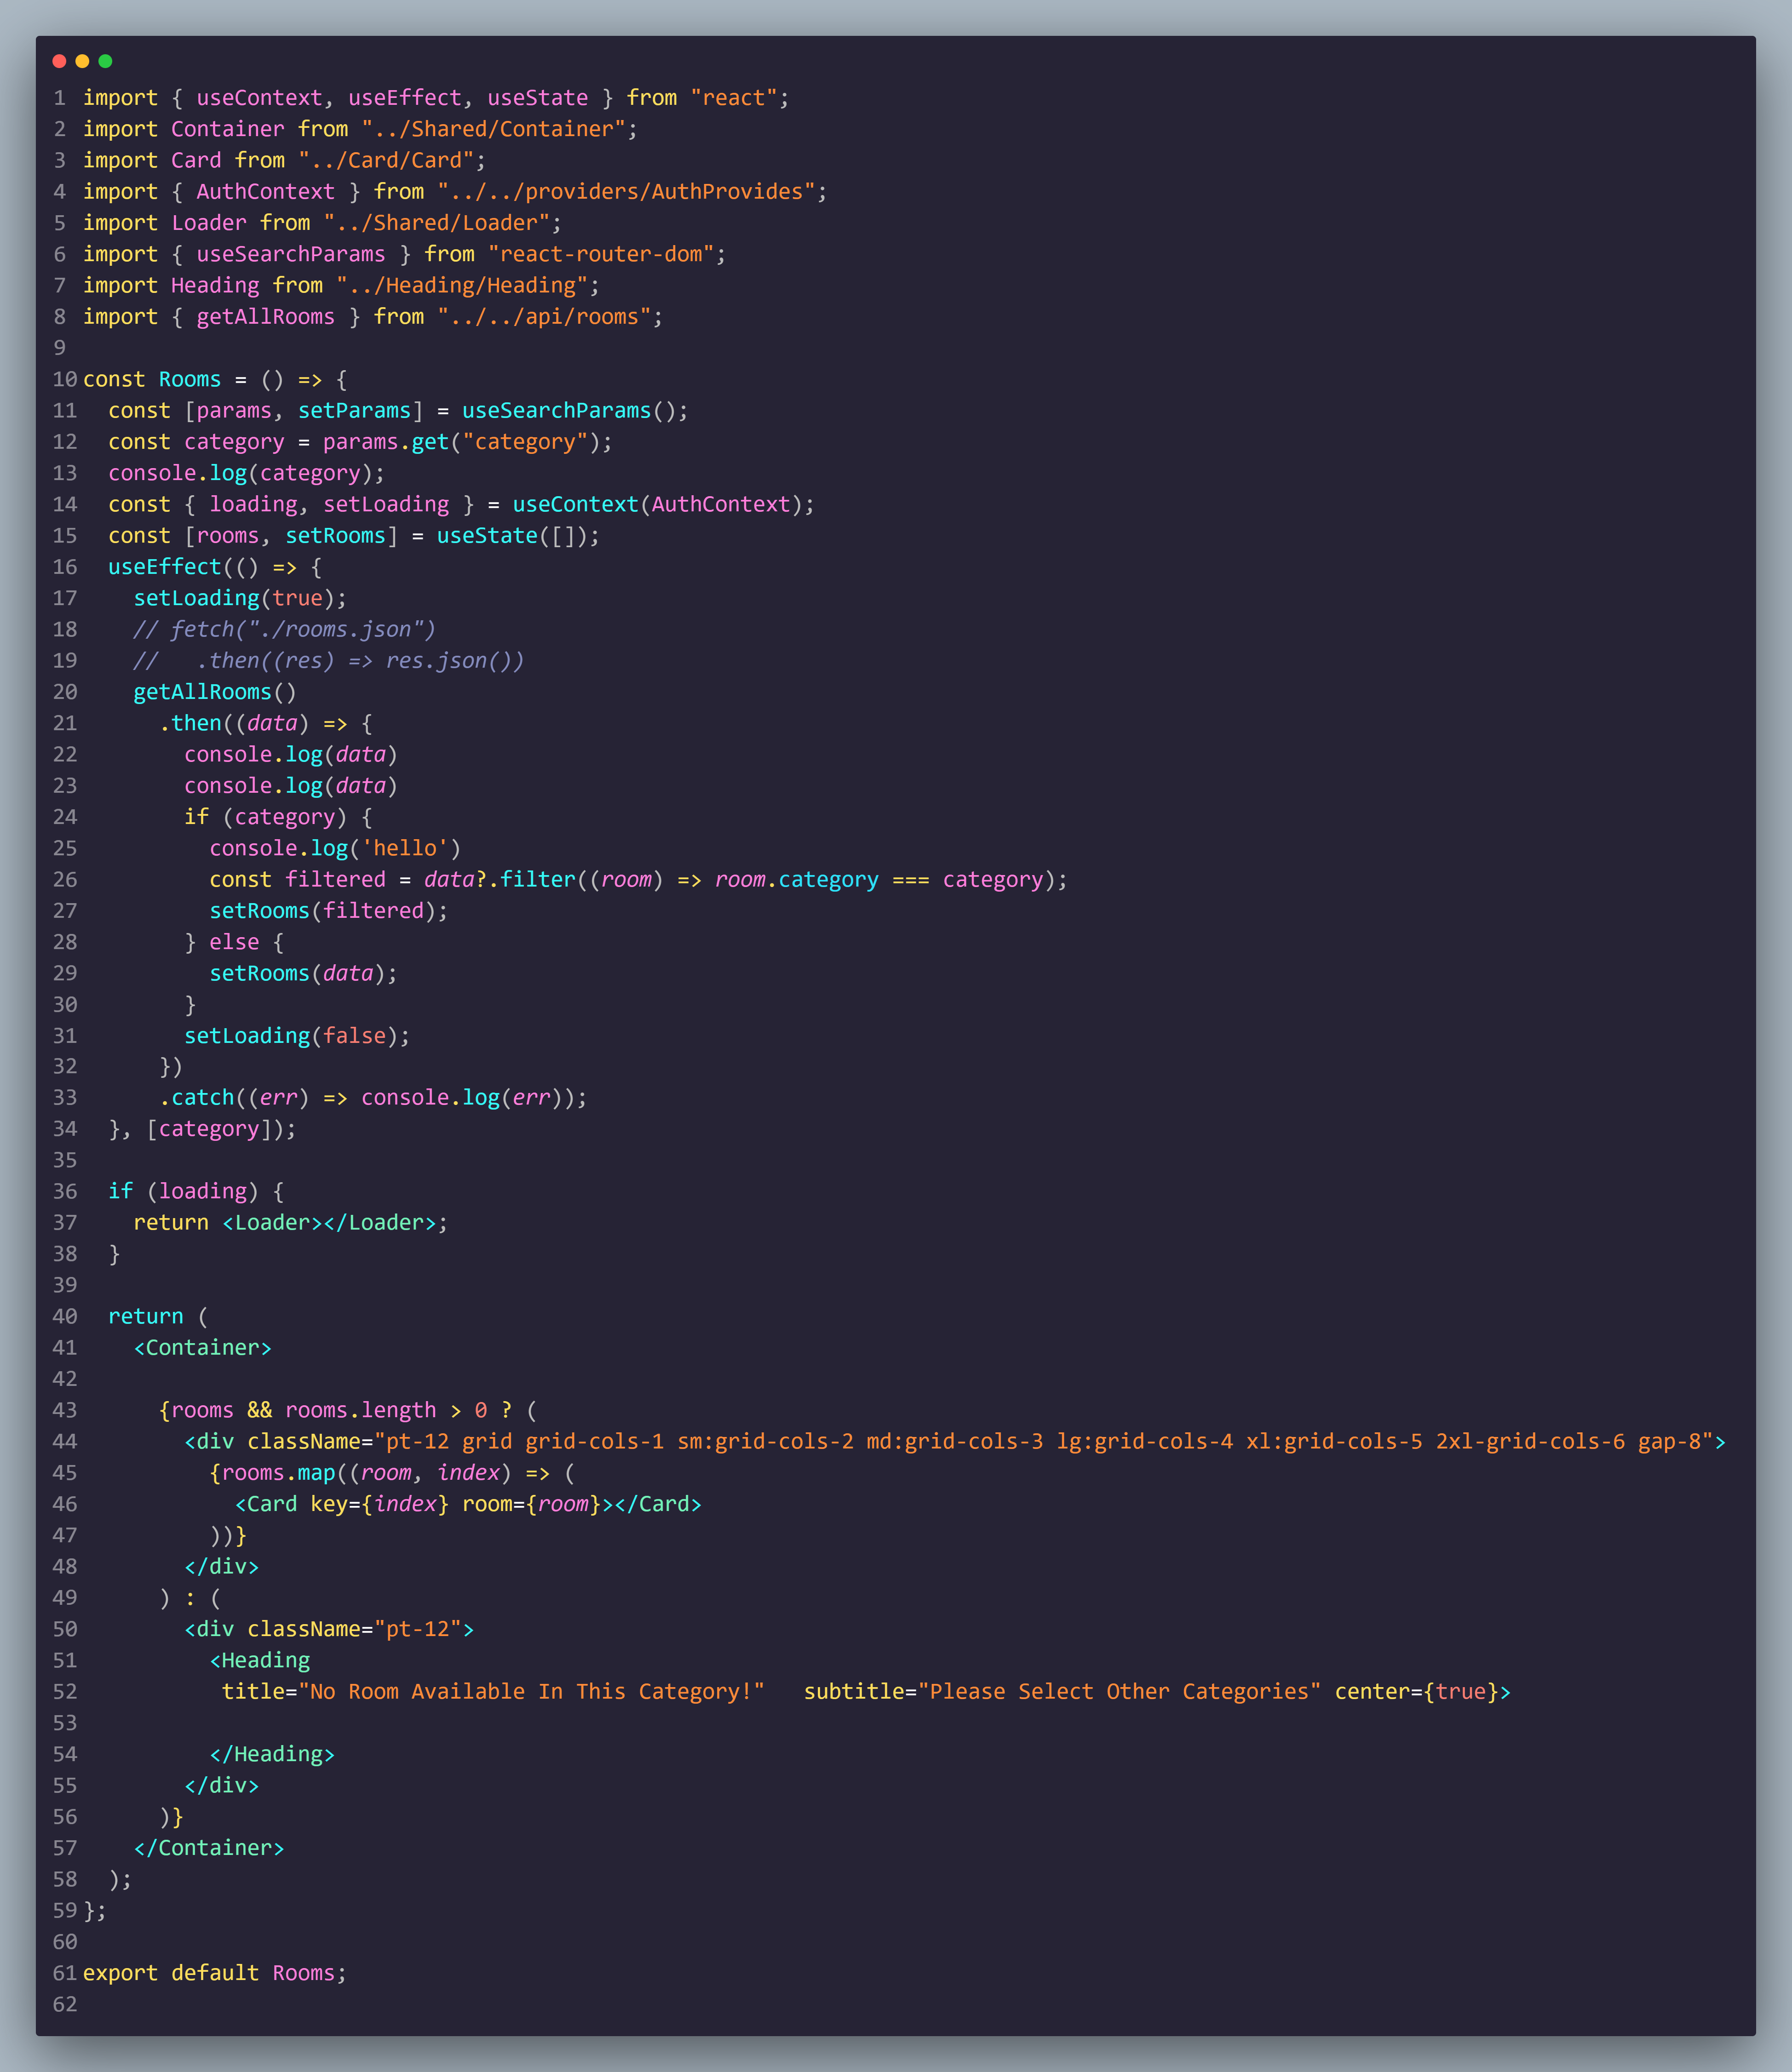 1 import { useContext, useEffect, useState } from "react";
2 import Container from "../Shared/Container";
3 import Card from "../Card/Card";
4 import { AuthContext } from "../../providers/AuthProvides";
5 import Loader from "../Shared/Loader";
6 import { useSearchParams } from "react-router-dom";
7 import Heading from "../Heading/Heading";
8 import { getAllRooms } from "../../api/rooms";
9
10 const Rooms = () => {
11   const [params, setParams] = useSearchParams();
12   const category = params.get("category");
13   console.log(category);
14   const { loading, setLoading } = useContext(AuthContext);
15   const [rooms, setRooms] = useState([]);
16   useEffect(() => {
17     setLoading(true);
18     // fetch("./rooms.json")
19     //   .then((res) => res.json())
20     getAllRooms()
21       .then((data) => {
22         console.log(data)
23         console.log(data)
24         if (category) {
25           console.log('hello')
26           const filtered = data?.filter((room) => room.category === category);
27           setRooms(filtered);
28         } else {
29           setRooms(data);
30         }
31         setLoading(false);
32       })
33       .catch((err) => console.log(err));
34   }, [category]);
35
36   if (loading) {
37     return <Loader></Loader>;
38   }
39
40   return (
41     <Container>
42
43       {rooms && rooms.length > 0 ? (
44         <div className="pt-12 grid grid-cols-1 sm:grid-cols-2 md:grid-cols-3 lg:grid-cols-4 xl:grid-cols-5 2xl-grid-cols-6 gap-8">
45           {rooms.map((room, index) => (
46             <Card key={index} room={room}></Card>
47           ))}
48         </div>
49       ) : (
50         <div className="pt-12">
51           <Heading
52            title="No Room Available In This Category!"   subtitle="Please Select Other Categories" center={true}>
53
54           </Heading>
55         </div>
56       )}
57     </Container>
58   );
59 };
60
61 export default Rooms;
62